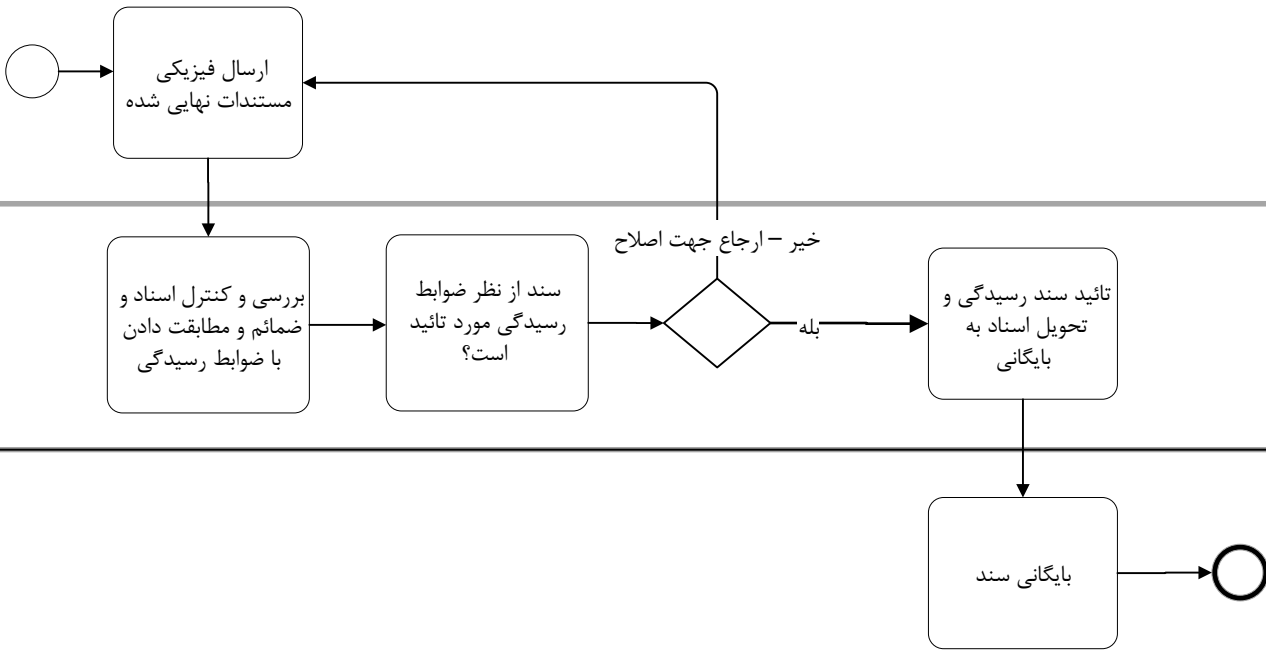 ارسال فیزیکی
مستندات نهایی شده
بررسی و کنترل اسناد و
ضمائم و مطابقت دادن
با ضوابط رسیدگی
سند از نظر ضوابط
رسیدگی مورد تائید
است؟
خیر – ارجاع جهت اصلاح
بله
تائید سند رسیدگی و
تحویل اسناد به
بایگانی
بایگانی سند